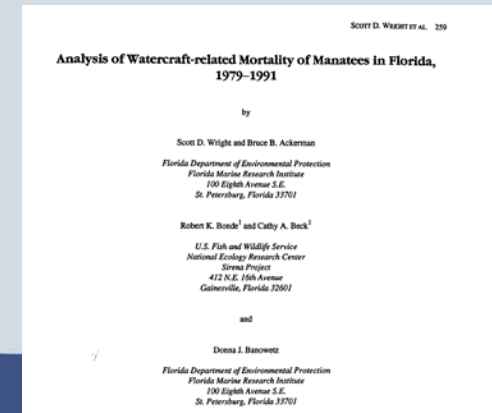 SCOTT D. WRIGHT ET AL. 259
Analysis of Watercraft-related Mortality of Manatees in Florida,
1979–1991
by
Scott D. Wright and Bruce B. Ackerman
Florida Department of Environmental Protection
Florida Marine Research Institute
100 Eighth Avenue S.E.
St. Petersburg, Florida 33701
Robert K. Bonde¹ and Cathy A. Beck¹
U.S. Fish and Wildlife Service
National Ecology Research Center
Sirena Project
412 N.E. 16th Avenue
Gainesville, Florida 32601
and
Donna J. Banowetz
Florida Department of Environmental Protection
Florida Marine Research Institute
100 Eighth Avenue S.E.
St. Petersburg, Florida 33701